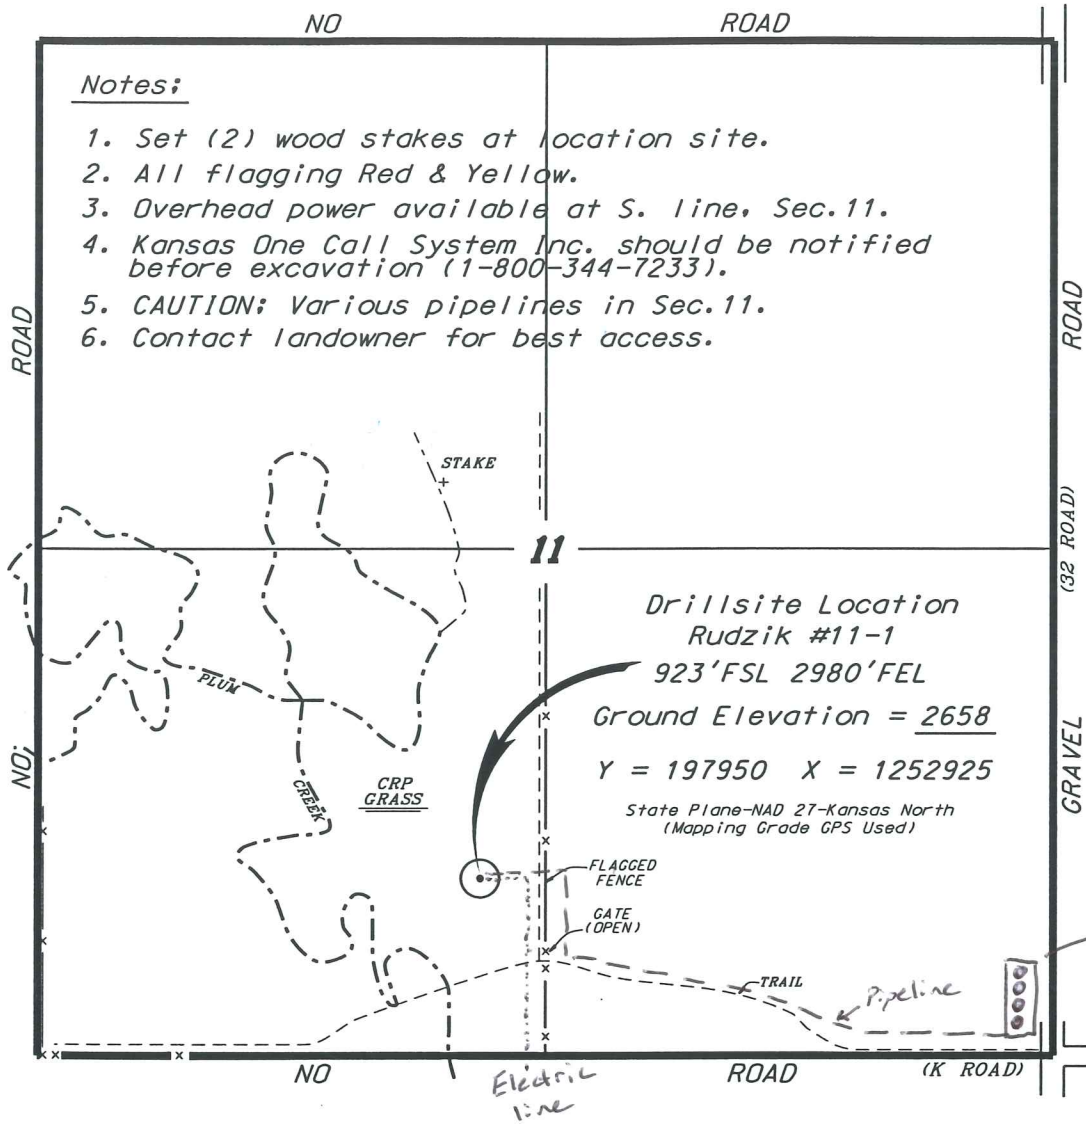 NO ROAD
Notes:
1. Set (2) wood stakes at location site.
2. All flagging Red & Yellow.
3. Overhead power available at S. line, Sec.11.
4. Kansas One Call System Inc. should be notified
before excavation (1-800-344-7233).
5. CAUTION: Various pipelines in Sec.11.
6. Contact landowner for best access.
ROAD
ROAD
STAKE
(32 ROAD)
11
Drillsite Location
Rudzik #11-1
923'FSL 2980'FEL
PLUM
Ground Elevation = 2658
NO;
GRAVEL
Y = 197950 X = 1252925
CRP
GRASS
CREEK
State Plane-NAD 27-Kansas North
(Mapping Grade GPS Used)
FLAGGED
FENCE
GATE
(OPEN)
TRAIL
Pipeline
NO ROAD (K ROAD)
Electric
line